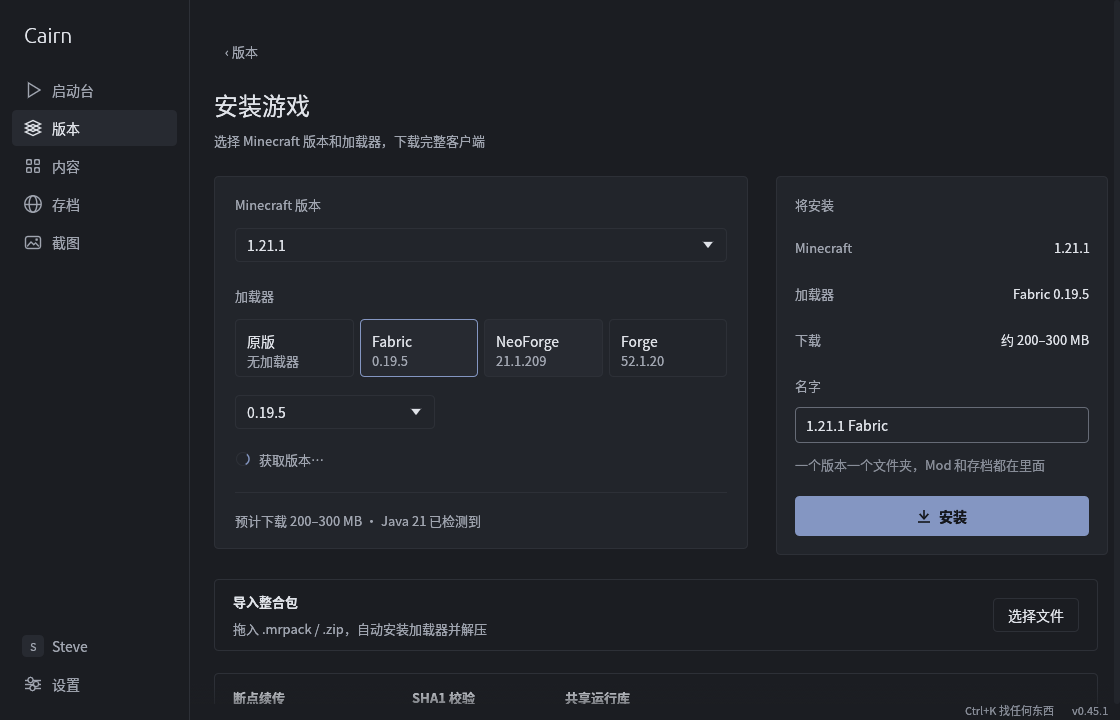 Cairn
启动台
版本
内容
存档
截图
Steve
设置
‹ 版本
安装游戏
选择 Minecraft 版本和加载器，下载完整客户端
Minecraft 版本
1.21.1
加载器
原版
无加载器
Fabric
0.19.5
NeoForge
21.1.209
Forge
52.1.20
0.19.5
获取版本…
预计下载 200–300 MB · Java 21 已检测到
将安装
Minecraft 1.21.1
加载器 Fabric 0.19.5
下载 约 200–300 MB
名字
1.21.1 Fabric
一个版本一个文件夹，Mod 和存档都在里面
安装
导入整合包
拖入 .mrpack / .zip，自动安装加载器并解压
选择文件
断点续传 SHA1 校验 共享运行库
Ctrl+K 找任何东西 v0.45.1
S